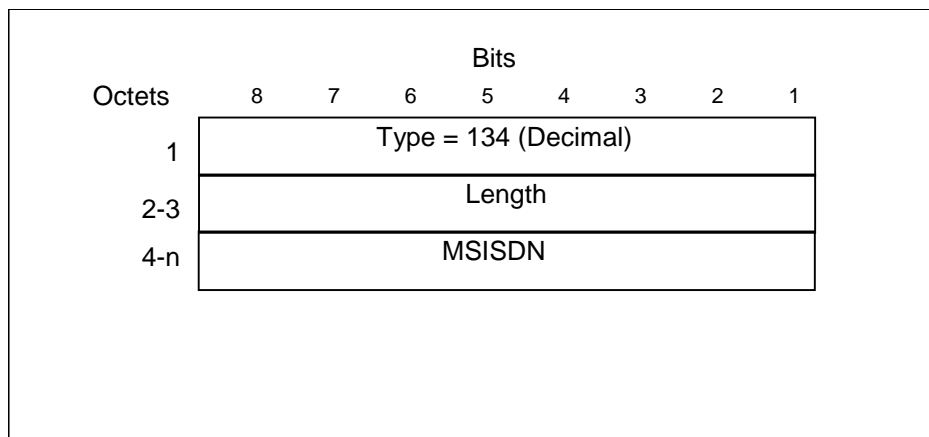 Bits
Octets 8 7 6 5 4 3 2 1
1 Type = 134 (Decimal)
2-3 Length
4-n MSISDN